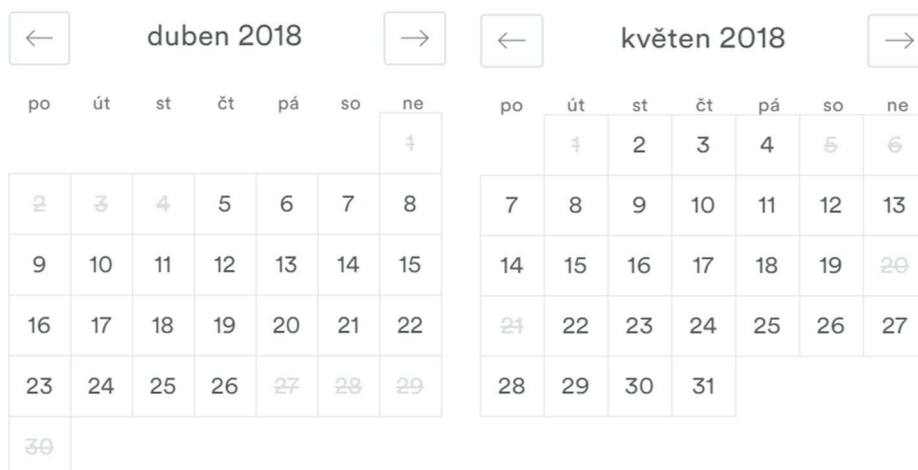 duben 2018
po út st čt pá so ne
1
2 3 4 5 6 7 8
9 10 11 12 13 14 15
16 17 18 19 20 21 22
23 24 25 26 27 28 29
30
květen 2018
po út st čt pá so ne
1 2 3 4 5 6
7 8 9 10 11 12 13
14 15 16 17 18 19 20
21 22 23 24 25 26 27
28 29 30 31